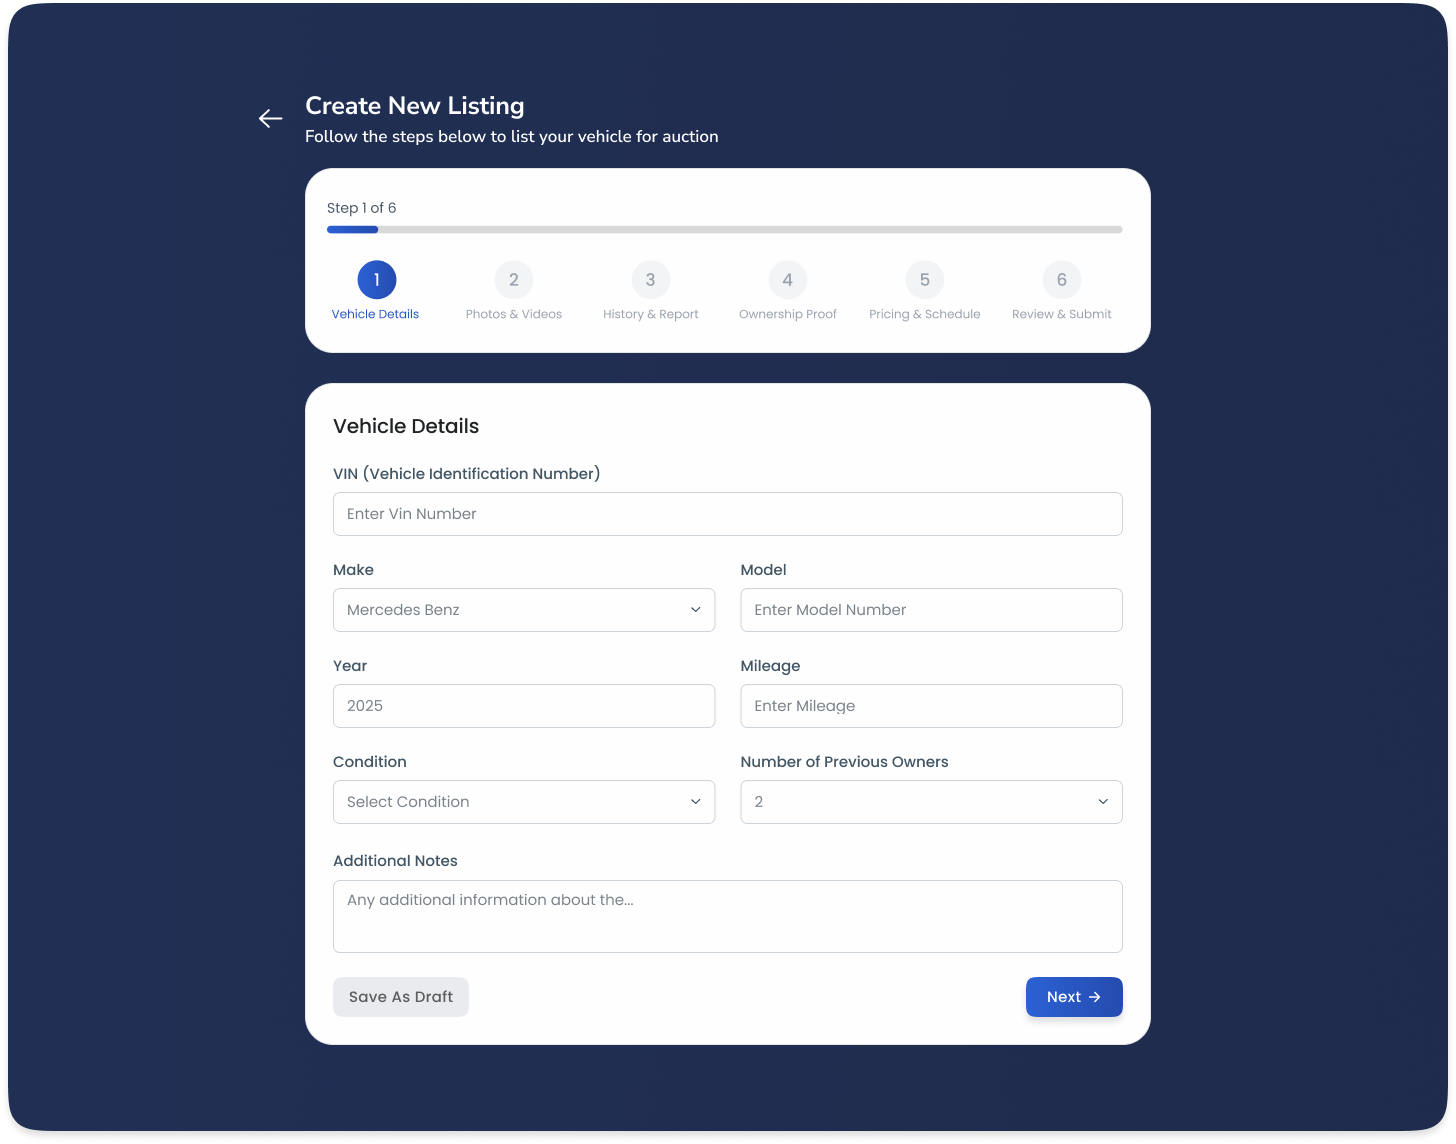 Create New Listing
Follow the steps below to list your vehicle for auction
Step 1 of 6
1
2
3
4
5
6
Vehicle Details
Photos & Videos
History & Report
Ownership Proof
Pricing & Schedule
Review & Submit
Vehicle Details
VIN (Vehicle Identification Number)
Enter Vin Number
Make
Model
Mercedes Benz
Enter Model Number
Year
Mileage
2025
Enter Mileage
Condition
Number of Previous Owners
Select Condition
2
Additional Notes
Any additional information about the...
Save As Draft
Next →